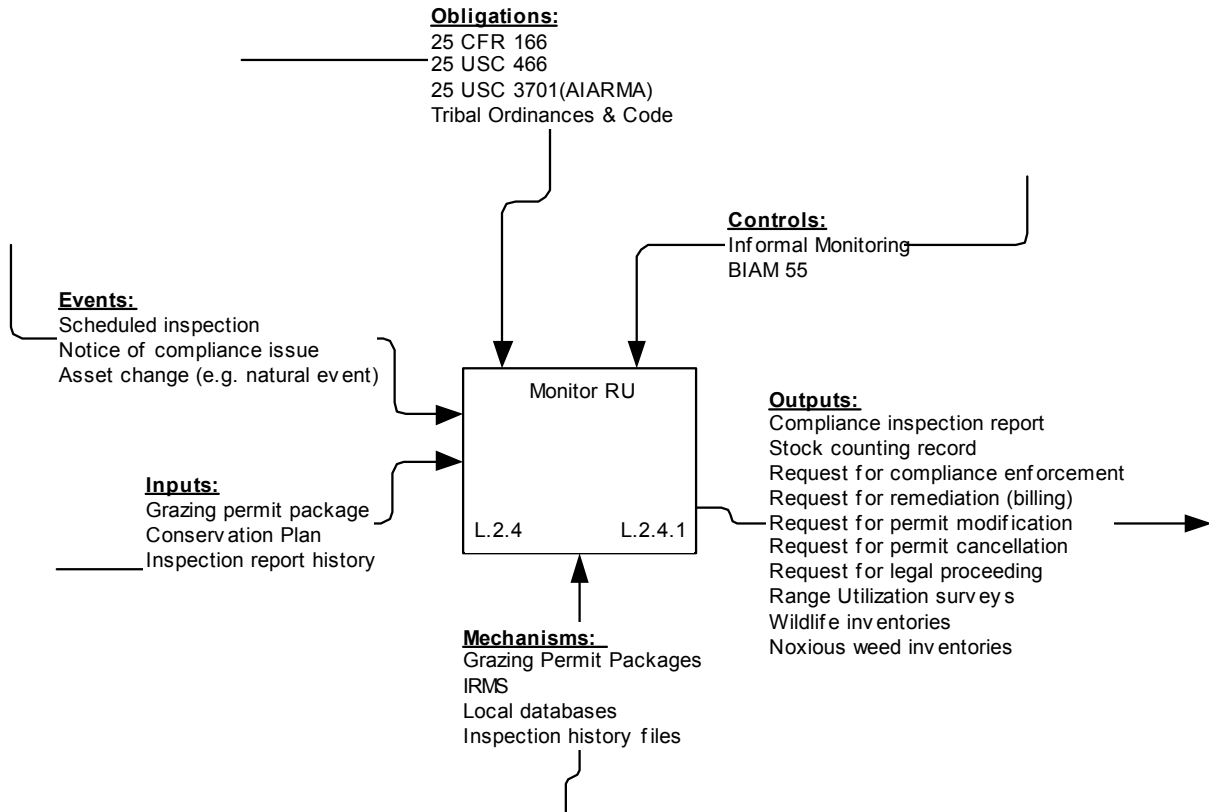 Obligations:
25 CFR 166
25 USC 466
25 USC 3701(AIARMA)
Tribal Ordinances & Code
Controls:
Informal Monitoring
BIAM 55
Events:
Scheduled inspection
Notice of compliance issue
Asset change (e.g. natural event)
Inputs:
Grazing permit package
Conservation Plan
Inspection report history
Monitor RU
L.2.4
L.2.4.1
Outputs:
Compliance inspection report
Stock counting record
Request for compliance enforcement
Request for remediation (billing)
Request for permit modification
Request for permit cancellation
Request for legal proceeding
Range Utilization surveys
Wildlife inventories
Noxious weed inventories
Mechanisms:
Grazing Permit Packages
IRMS
Local databases
Inspection history files